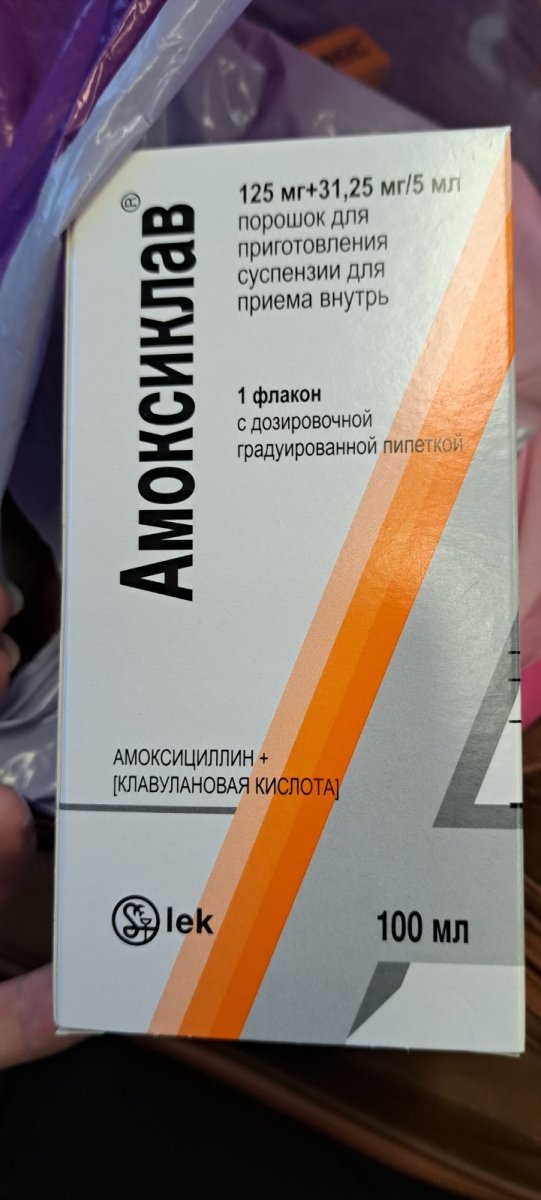 Амоксиклав®
125 мг+31,25 мг/5 мл
порошок для
приготовления
суспензии для
приема внутрь
1 флакон
с дозировочной
градуированной пипеткой
АМОКСИЦИЛЛИН +
[КЛАВУЛАНОВАЯ КИСЛОТА]
lek
100 мл